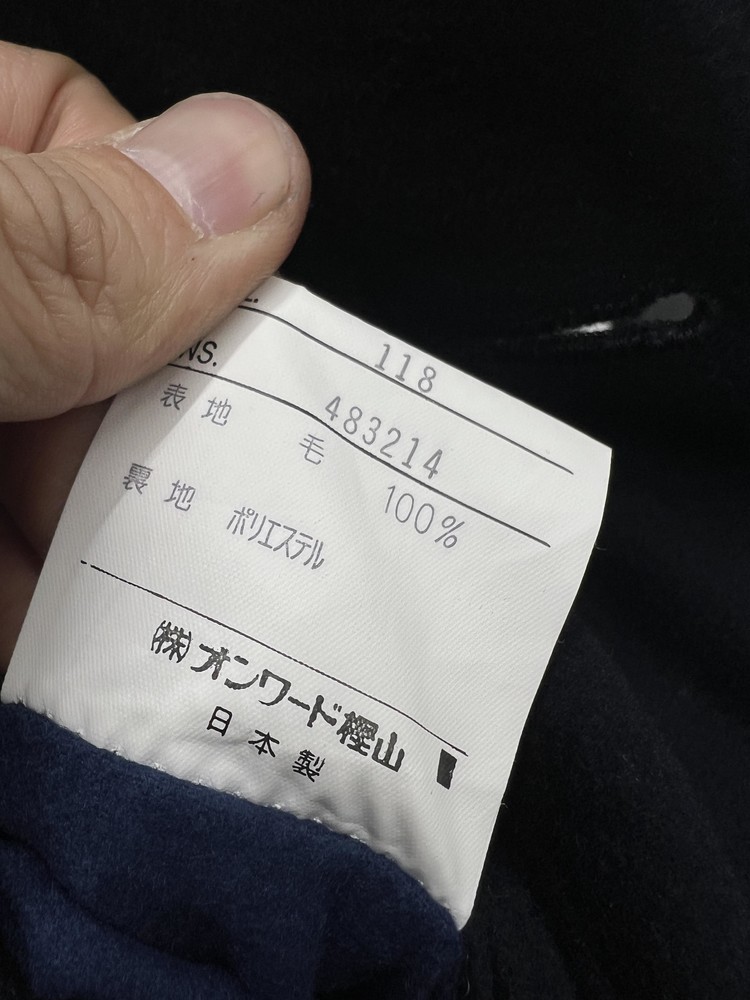 118
NS. 483214
表地 毛 100%
裏地 ポリエステル
(株)オンワード樫山
日本製